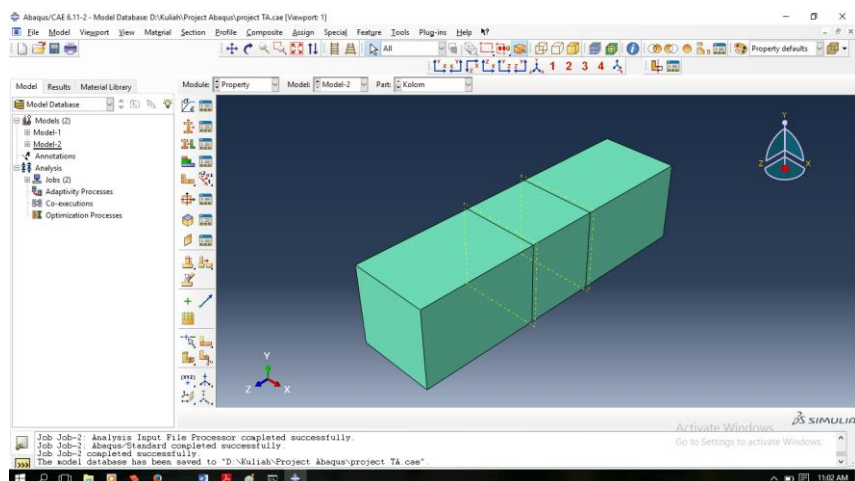 Abaqus/CAE 6.11-2 - Model Database: D:\Kuliah\Project Abaqus\project TA.cae [Viewport: 1]
File Model Viewport View Material Section Profile Composite Assign Special Feature Tools Plug-ins Help
All Property defaults
1 2 3 4
Model Results Material Library Module: Property Model: Model-2 Part: Kolom
Model Database
Models (2)
Model-1
Model-2
Annotations
Analysis
Jobs (2)
Adaptivity Processes
Co-executions
Optimization Processes
Y
Z X
Y
Z X
SIMULIA
Activate Windows
Go to Settings to activate Windows.
Job Job-2: Analysis Input File Processor completed successfully.
Job Job-2: Abaqus/Standard completed successfully.
Job Job-2 completed successfully.
The model database has been saved to "D:\Kuliah\Project Abaqus\project TA.cae".
11:02 AM